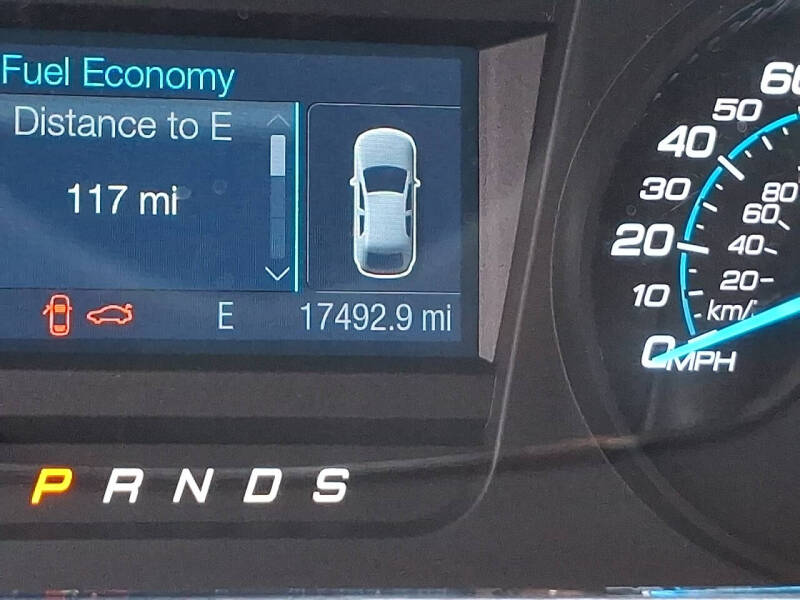 Fuel Economy
Distance to E
117 mi
E 17492.9 mi
P R N D S
60
50
40
30
20
10
0 MPH
80
60
40
20
km/